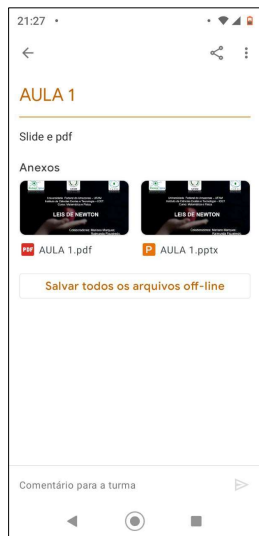 21:27
AULA 1
Slide e pdf
Anexos
LEIS DE NEWTON
LEIS DE NEWTON
PDF AULA 1.pdf
P AULA 1.pptx
Salvar todos os arquivos off-line
Comentário para a turma